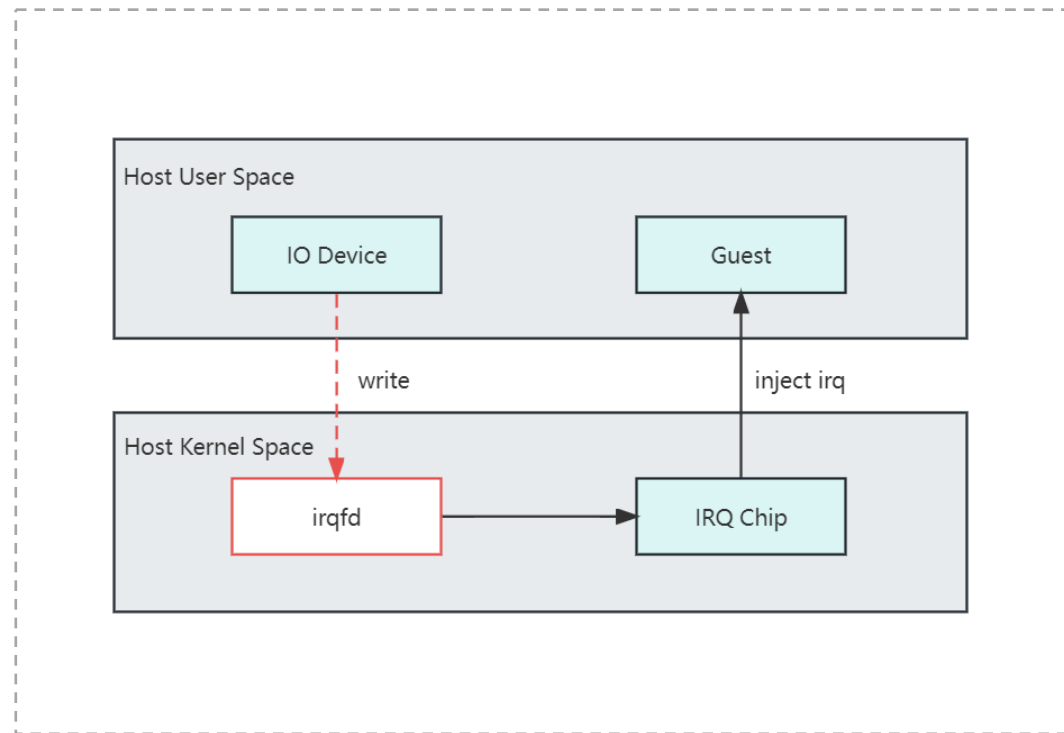 Host User Space
IO Device
Guest
write
inject irq
Host Kernel Space
irqfd
IRQ Chip